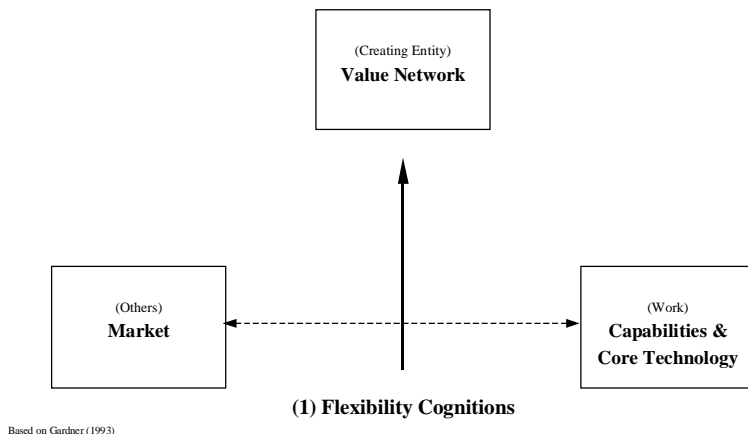 (Creating Entity)
Value Network
(Others)
Market
(Work)
Capabilities &
Core Technology
(1) Flexibility Cognitions
Based on Gardner (1993)